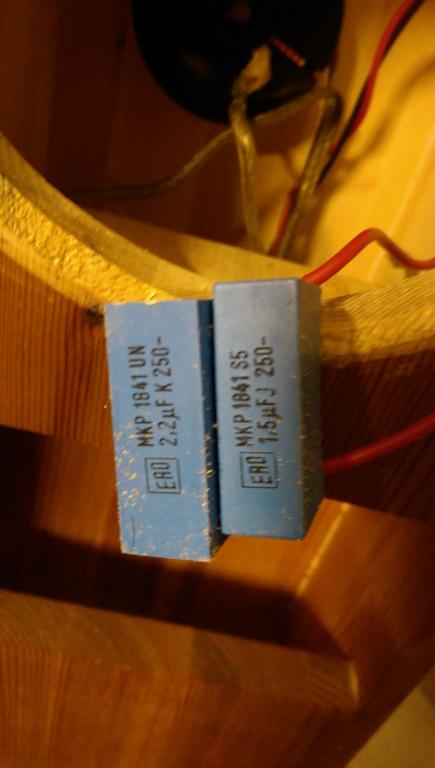 MKP 1841 UN
ERO 2,2µF K 250-
MKP 1841 S5
ERO 1,5µF J 250-